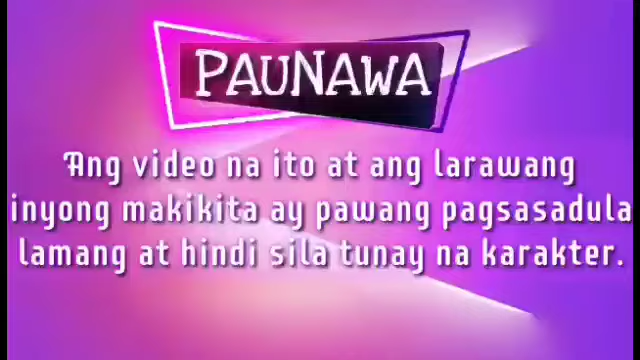 PAUNAWA
Ang video na ito at ang larawang
inyong makikita ay pawang pagsasadula
lamang at hindi sila tunay na karakter.